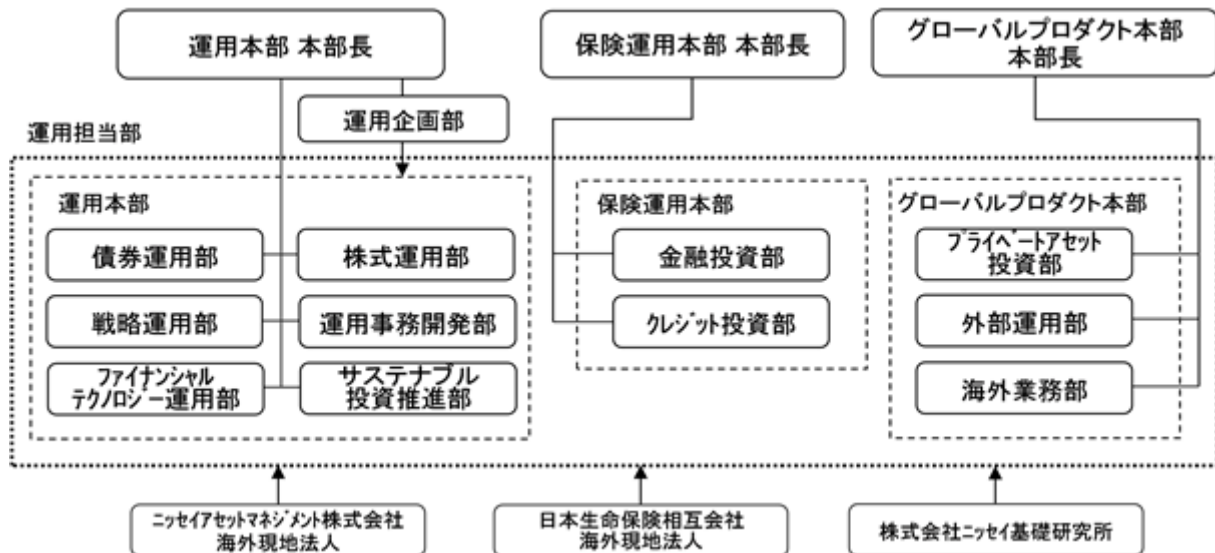 運用本部 本部長
保険運用本部 本部長
グローバルプロダクト本部
本部長
運用企画部
運用担当部
運用本部
債券運用部
株式運用部
戦略運用部
運用事務開発部
ファイナンシャル
テクノロジー運用部
サステナブル
投資推進部
保険運用本部
金融投資部
クレジット投資部
グローバルプロダクト本部
プライベートアセット
投資部
外部運用部
海外業務部
ニッセイアセットマネジメント株式会社
海外現地法人
日本生命保険相互会社
海外現地法人
株式会社ニッセイ基礎研究所